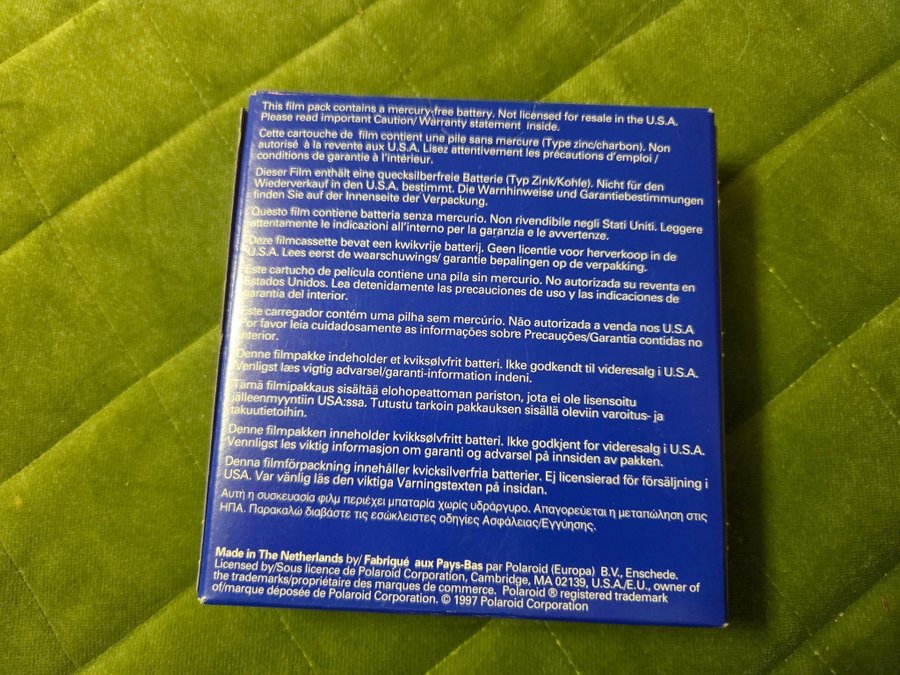 This film pack contains a mercury-free battery. Not licensed for resale in the U.S.A.
Please read important Caution/ Warranty statement inside.
Cette cartouche de film contient une pile sans mercure (Type zinc/charbon). Non
autorisé à la revente aux U.S.A. Lisez attentivement les précautions d'emploi /
conditions de garantie à l'intérieur.
Dieser Film enthält eine quecksilberfreie Batterie (Typ Zink/Kohle). Nicht für den
Wiederverkauf in den U.S.A. bestimmt. Die Warnhinweise und Garantiebestimmungen
finden Sie auf der Innenseite der Verpackung.
Questo film contiene batteria senza mercurio. Non rivendibile negli Stati Uniti. Leggere
attentamente le indicazioni all'interno per la garanzia e le avvertenze.
Deze filmcassette bevat een kwikvrije batterij. Geen licentie voor herverkoop in de
U.S.A. Lees eerst de waarschuwings/ garantie bepalingen op de verpakking.
Este cartucho de película contiene una pila sin mercurio. No autorizada su reventa en
Estados Unidos. Lea detenidamente las precauciones de uso y las indicaciones de
garantía del interior.
Este carregador contém uma pilha sem mercúrio. Não autorizada a venda nos U.S.A
Por favor leia cuidadosamente as informações sobre Precauções/Garantia contidas no
interior.
Denne filmpakke indeholder et kviksølvfrit batteri. Ikke godkendt til videresalg i U.S.A.
Venligst læs vigtig advarsel/garanti-information indeni.
Tämä filmipakkaus sisältää elohopeattoman pariston, jota ei ole lisensoitu
jälleenmyyntiin USA:ssa. Tutustu tarkoin pakkauksen sisällä oleviin varoitus- ja
takuutietoihin.
Denne filmpakken inneholder kvikksølvfritt batteri. Ikke godkjent for videresalg i U.S.A.
Vennligst les viktig informasjon om garanti og advarsel på innsiden av pakken.
Denna filmförpackning innehåller kvicksilverfria batterier. Ej licensierad för försäljning i
USA. Var vänlig läs den viktiga Varningstexten på insidan.
Αυτή η συσκευασία φιλμ περιέχει μπαταρία χωρίς υδράργυρο. Απαγορεύεται η μεταπώληση στις
ΗΠΑ. Παρακαλώ διαβάστε τις εσώκλειστες οδηγίες Ασφάλειας/Εγγύησης.
Made in The Netherlands by/ Fabriqué aux Pays-Bas par Polaroid (Europa) B.V., Enschede.
Licensed by/Sous licence de Polaroid Corporation, Cambridge, MA 02139, U.S.A./E.U., owner of
the trademarks/propriétaire des marques de commerce. Polaroid ® registered trademark
of/marque déposée de Polaroid Corporation. © 1997 Polaroid Corporation